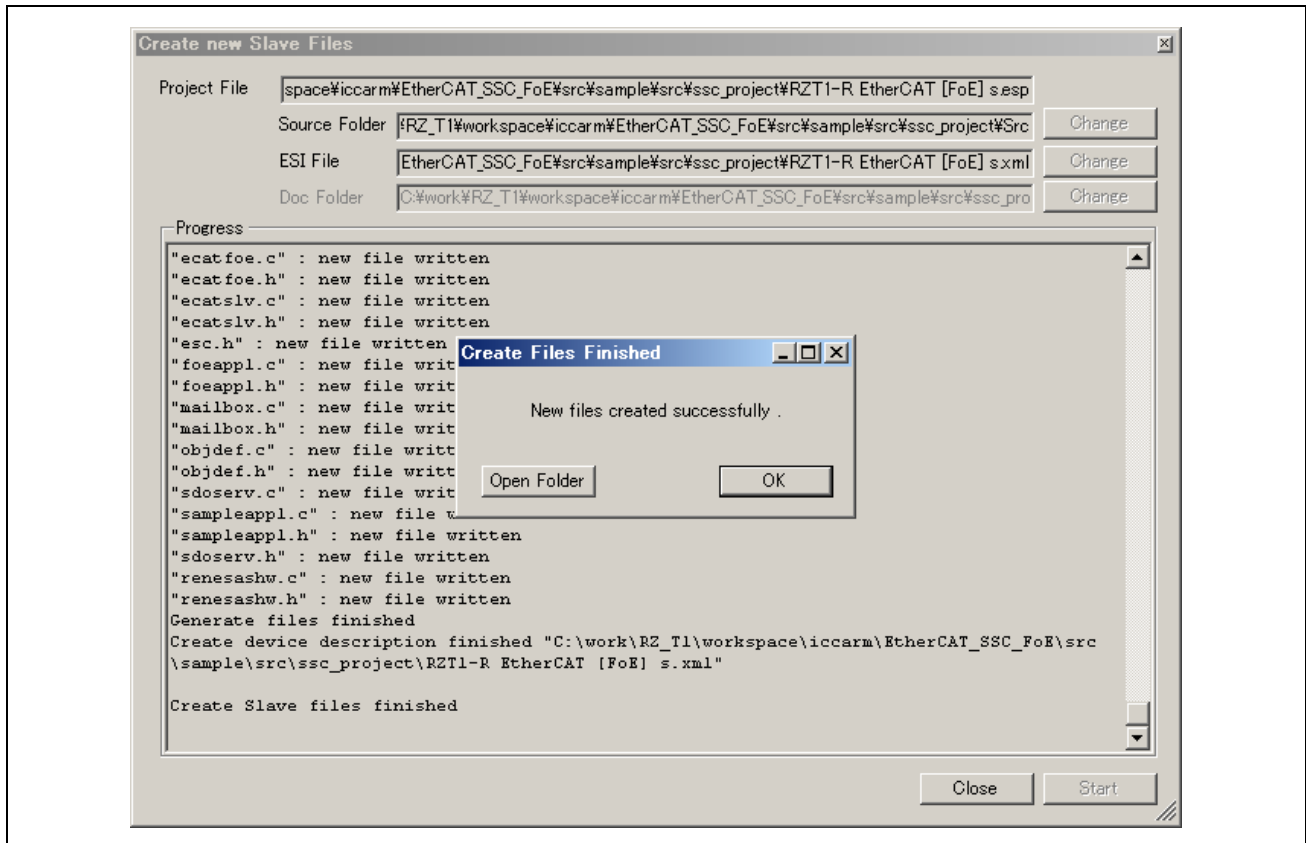 Create new Slave Files
Project File
space¥iccarm¥EtherCAT_SSC_FoE¥src¥sample¥src¥ssc_project¥RZT1-R EtherCAT [FoE] s.esp
Source Folder
¥RZ_T1¥workspace¥iccarm¥EtherCAT_SSC_FoE¥src¥sample¥src¥ssc_project¥Src
Change
ESI File
EtherCAT_SSC_FoE¥src¥sample¥src¥ssc_project¥RZT1-R EtherCAT [FoE] s.xml
Change
Doc Folder
C:¥work¥RZ_T1¥workspace¥iccarm¥EtherCAT_SSC_FoE¥src¥sample¥src¥ssc_pro
Change
Progress
"ecatfoe.c" : new file written
"ecatfoe.h" : new file written
"ecatslv.c" : new file written
"ecatslv.h" : new file written
"esc.h" : new file written
"foeappl.c" : new file writ
"foeappl.h" : new file writ
"mailbox.c" : new file writ
"mailbox.h" : new file writ
"objdef.c" : new file writt
"objdef.h" : new file writt
"sdoserv.c" : new file writ
"sampleappl.c" : new file w
"sampleappl.h" : new file written
"sdoserv.h" : new file written
"renesashw.c" : new file written
"renesashw.h" : new file written
Generate files finished
Create device description finished "C:\work\RZ_T1\workspace\iccarm\EtherCAT_SSC_FoE\src
\sample\src\ssc_project\RZT1-R EtherCAT [FoE] s.xml"
Create Slave files finished
Create Files Finished
New files created successfully .
Open Folder
OK
Close
Start